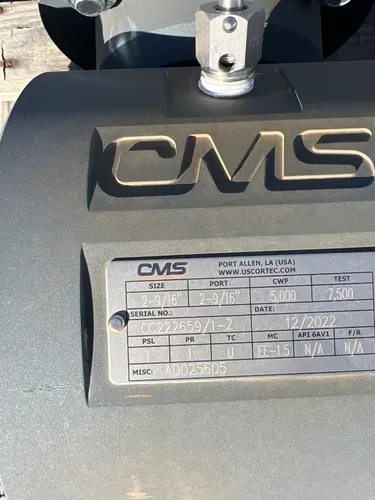 CMS
CMS PORT ALLEN, LA (USA)
WWW.USCORTEC.COM
SIZE PORT CWP TEST
2-9/16" 2-9/16" 5,000 7,500
SERIAL NO.: DATE:
CC222659/1-2 12/2022
PSL PR TC MC API 6AV1 F/R
1 1 U EE-1.5 N/A N/A
MISC: AD025605